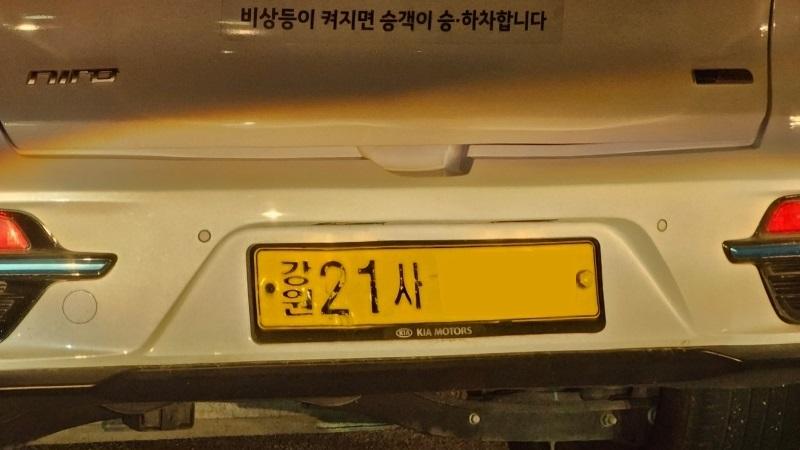 비상등이 켜지면 승객이 승·하차합니다
niro
강원 21사
KIA KIA MOTORS